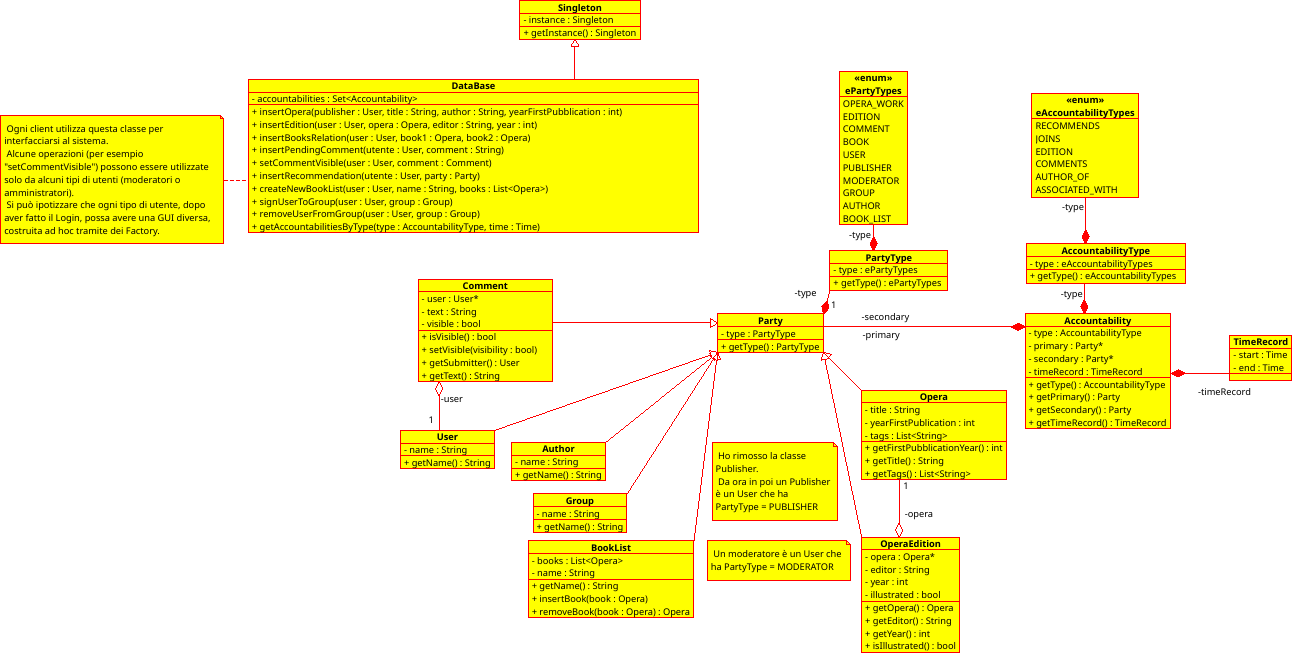 Singleton
- instance : Singleton
+ getInstance() : Singleton
DataBase
- accountabilities : Set<Accountability>
+ insertOpera(publisher : User, title : String, author : String, yearFirstPubblication : int)
+ insertEdition(user : User, opera : Opera, editor : String, year : int)
+ insertBooksRelation(user : User, book1 : Opera, book2 : Opera)
+ insertPendingComment(utente : User, comment : String)
+ setCommentVisible(user : User, comment : Comment)
+ insertRecommendation(utente : User, party : Party)
+ createNewBookList(user : User, name : String, books : List<Opera>)
+ signUserToGroup(user : User, group : Group)
+ removeUserFromGroup(user : User, group : Group)
+ getAccountabilitiesByType(type : AccountabilityType, time : Time)
Ogni client utilizza questa classe per
interfacciarsi al sistema.
Alcune operazioni (per esempio
"setCommentVisible") possono essere utilizzate
solo da alcuni tipi di utenti (moderatori o
amministratori).
Si può ipotizzare che ogni tipo di utente, dopo
aver fatto il Login, possa avere una GUI diversa,
costruita ad hoc tramite dei Factory.
«enum»
ePartyTypes
OPERA_WORK
EDITION
COMMENT
BOOK
USER
PUBLISHER
MODERATOR
GROUP
AUTHOR
BOOK_LIST
-type
«enum»
eAccountabilityTypes
RECOMMENDS
JOINS
EDITION
COMMENTS
AUTHOR_OF
ASSOCIATED_WITH
-type
PartyType
- type : ePartyTypes
+ getType() : ePartyTypes
-type
1
AccountabilityType
- type : eAccountabilityTypes
+ getType() : eAccountabilityTypes
-type
Comment
- user : User*
- text : String
- visible : bool
+ isVisible() : bool
+ setVisible(visibility : bool)
+ getSubmitter() : User
+ getText() : String
-user
1
Party
- type : PartyType
+ getType() : PartyType
-secondary
-primary
Accountability
- type : AccountabilityType
- primary : Party*
- secondary : Party*
- timeRecord : TimeRecord
+ getType() : AccountabilityType
+ getPrimary() : Party
+ getSecondary() : Party
+ getTimeRecord() : TimeRecord
TimeRecord
- start : Time
- end : Time
-timeRecord
User
- name : String
+ getName() : String
Author
- name : String
+ getName() : String
Group
- name : String
+ getName() : String
BookList
- books : List<Opera>
- name : String
+ getName() : String
+ insertBook(book : Opera)
+ removeBook(book : Opera) : Opera
Ho rimosso la classe
Publisher.
Da ora in poi un Publisher
è un User che ha
PartyType = PUBLISHER
Un moderatore è un User che
ha PartyType = MODERATOR
Opera
- title : String
- yearFirstPublication : int
- tags : List<String>
+ getFirstPubblicationYear() : int
+ getTitle() : String
+ getTags() : List<String>
1
-opera
OperaEdition
- opera : Opera*
- editor : String
- year : int
- illustrated : bool
+ getOpera() : Opera
+ getEditor() : String
+ getYear() : int
+ isIllustrated() : bool